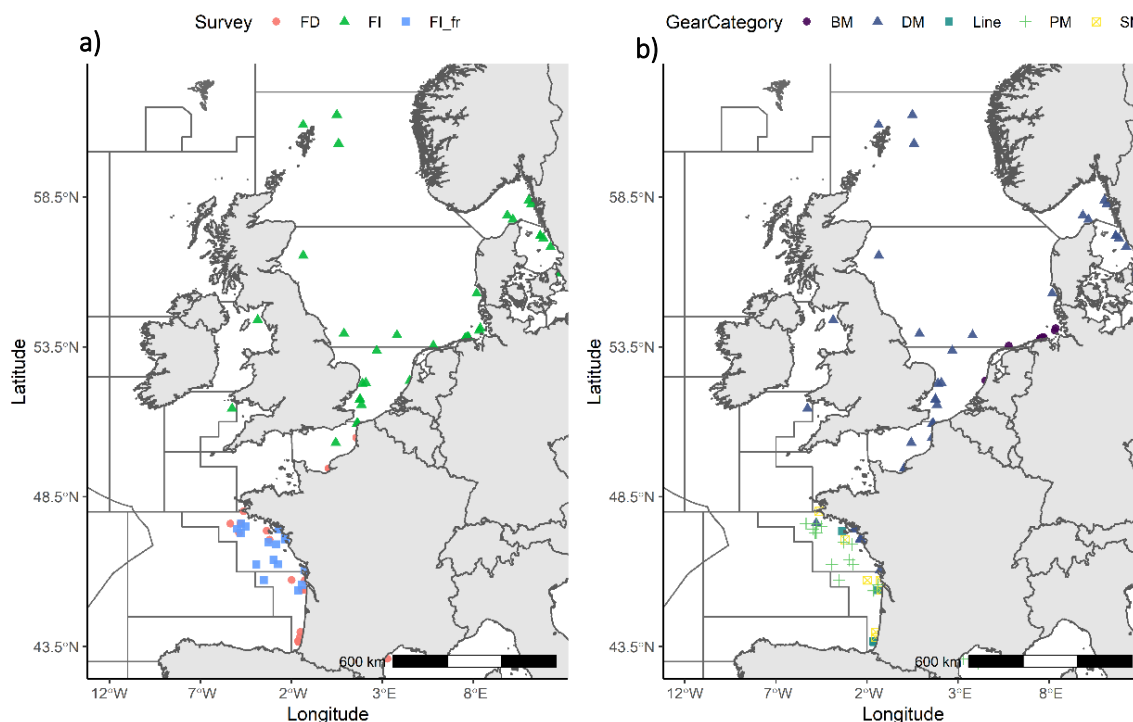 Survey FD FI FI_fr
GearCategory BM DM Line PM
a)
b)
58.5°N
53.5°N
48.5°N
43.5°N
Latitude
600 km
12°W 7°W 2°W 3°E 8°E
Longitude
58.5°N
53.5°N
48.5°N
43.5°N
Latitude
600 km
12°W 7°W 2°W 3°E 8°E
Longitude